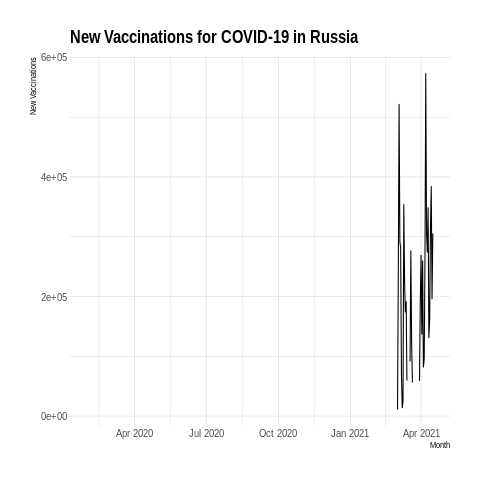 New Vaccinations for COVID-19 in Russia
New Vaccinations
6e+05
4e+05
2e+05
0e+00
Apr 2020 Jul 2020 Oct 2020 Jan 2021 Apr 2021
Month